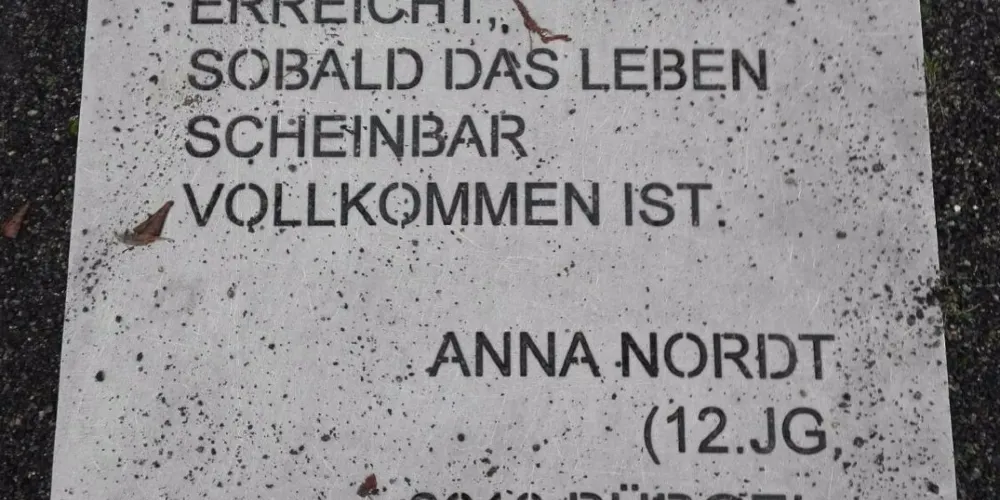 ERREICHT,
SOBALD DAS LEBEN
SCHEINBAR
VOLLKOMMEN IST.
ANNA NORDT
(12.JG,